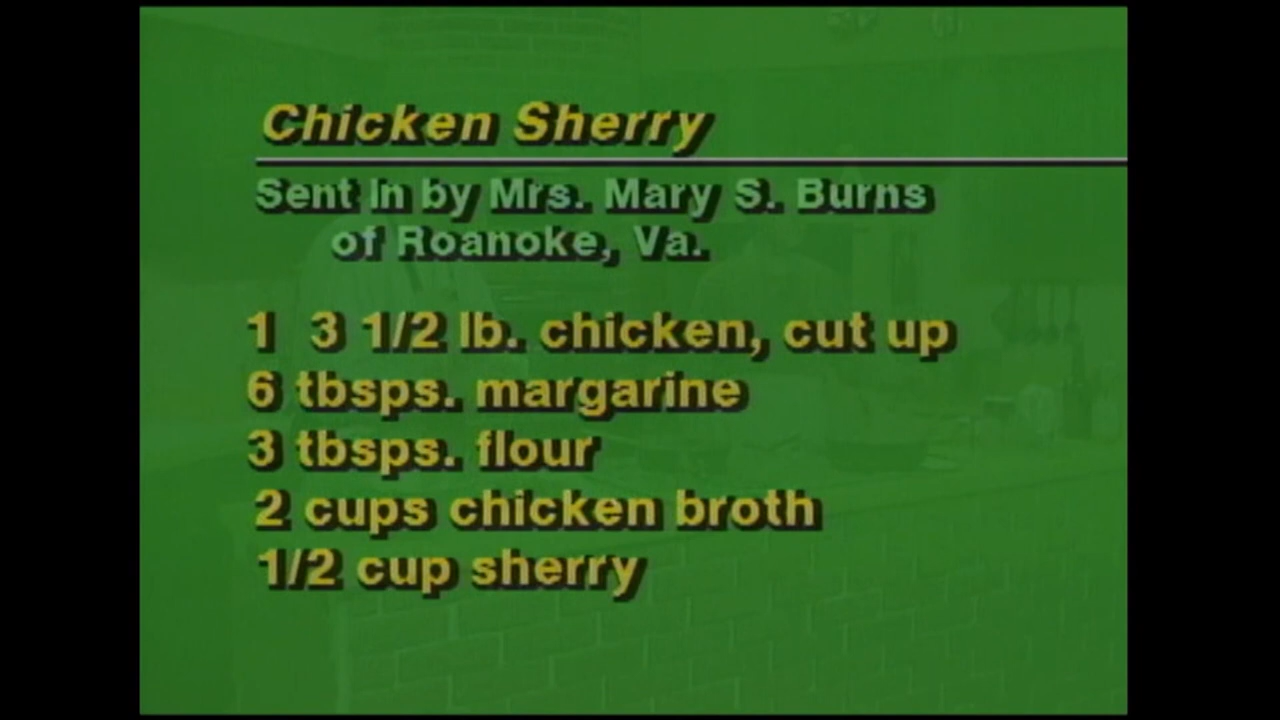 Chicken Sherry
Sent in by Mrs. Mary S. Burns
of Roanoke, Va.
1 3 1/2 lb. chicken, cut up
6 tbsps. margarine
3 tbsps. flour
2 cups chicken broth
1/2 cup sherry